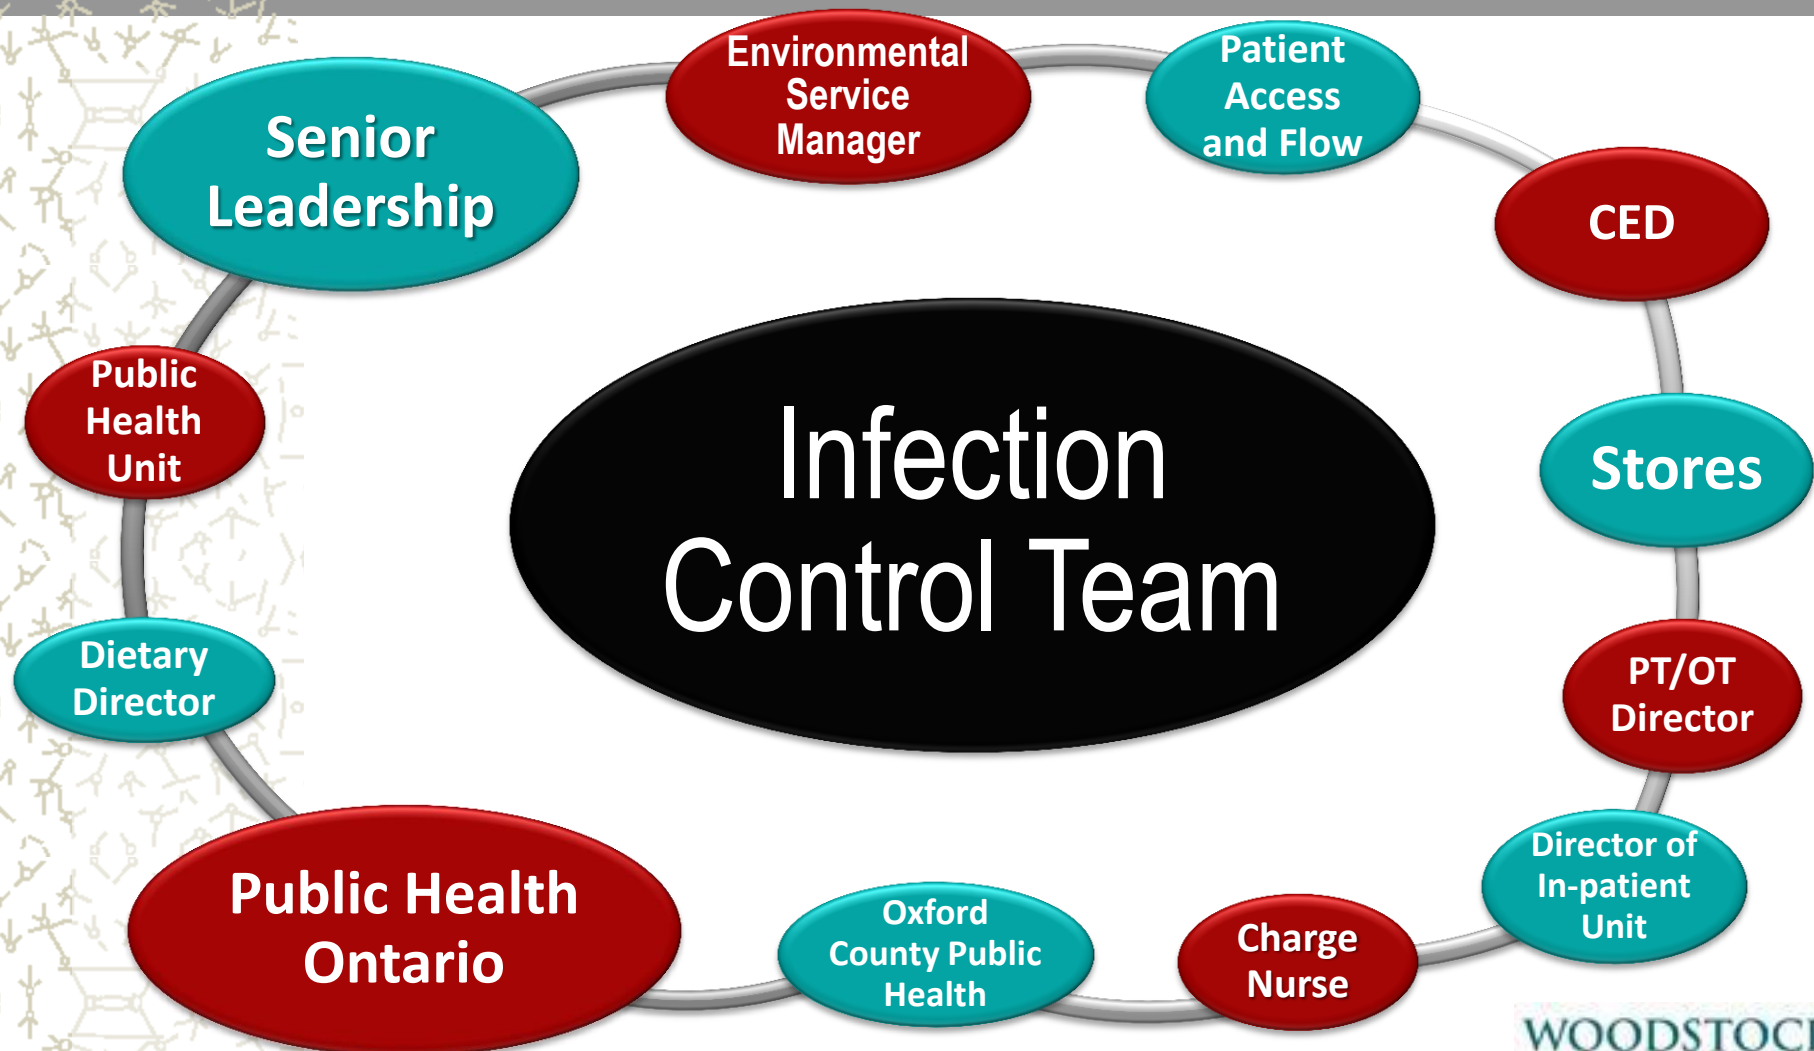 Environmental
Service
Manager
Patient
Access
and Flow
Senior
Leadership
CED
Public
Health
Unit
Infection
Control Team
Stores
Dietary
Director
PT/OT
Director
Public Health
Ontario
Oxford
County Public
Health
Charge
Nurse
Director of
In-patient
Unit
WOODSTOCK